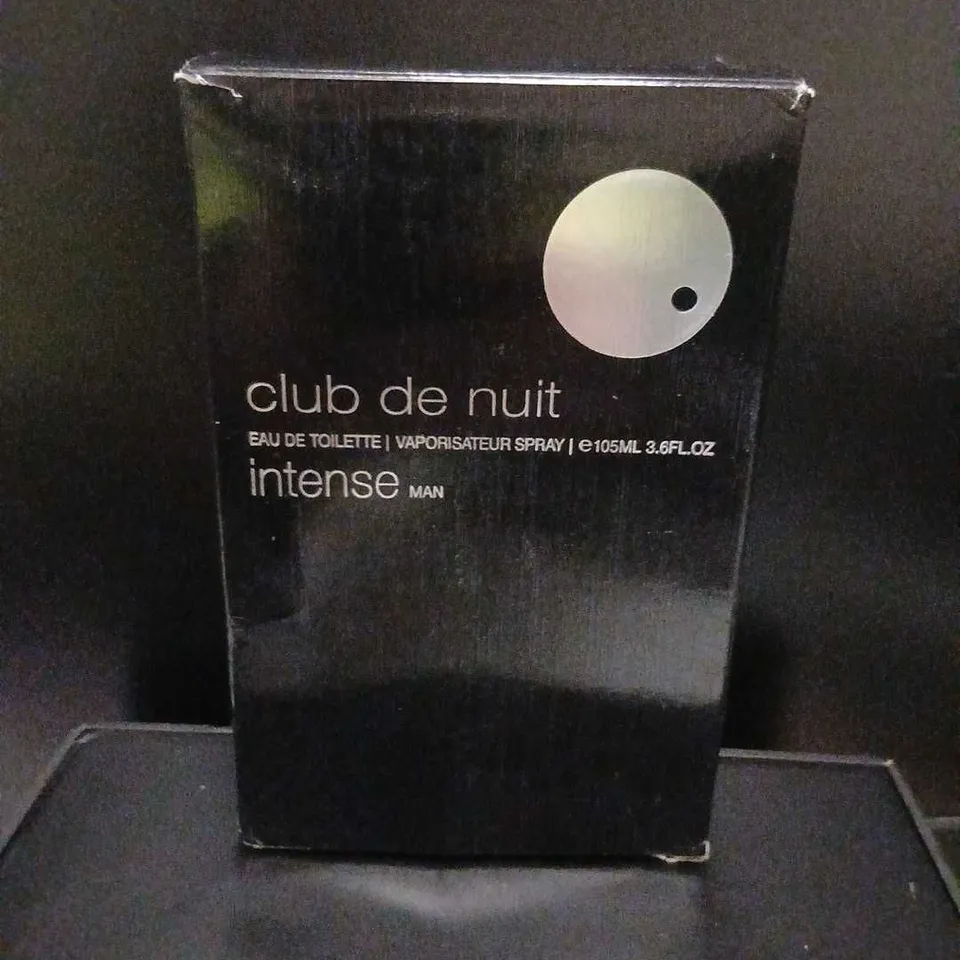 club de nuit
EAU DE TOILETTE | VAPORISATEUR SPRAY | ℮105ML 3.6FL.OZ
intense MAN